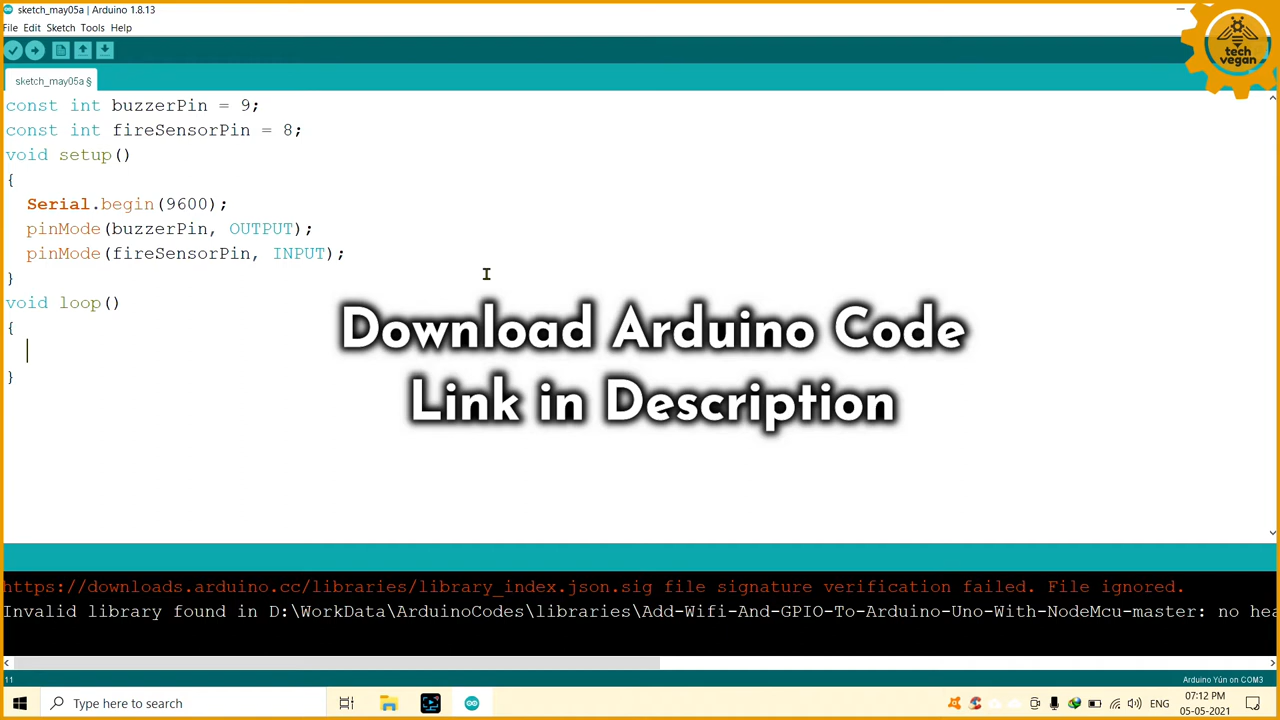 sketch_may05a | Arduino 1.8.13
File Edit Sketch Tools Help
tech
vegan
sketch_may05a §
const int buzzerPin = 9;
const int fireSensorPin = 8;
void setup()
{
Serial.begin(9600);
pinMode(buzzerPin, OUTPUT);
pinMode(fireSensorPin, INPUT);
}
void loop()
{
}
Download Arduino Code
Link in Description
https://downloads.arduino.cc/libraries/library_index.json.sig file signature verification failed. File ignored.
Invalid library found in D:\WorkData\ArduinoCodes\libraries\Add-Wifi-And-GPIO-To-Arduino-Uno-With-NodeMcu-master: no hea
11
Arduino Yún on COM3
Type here to search
ENG
07:12 PM
05-05-2021